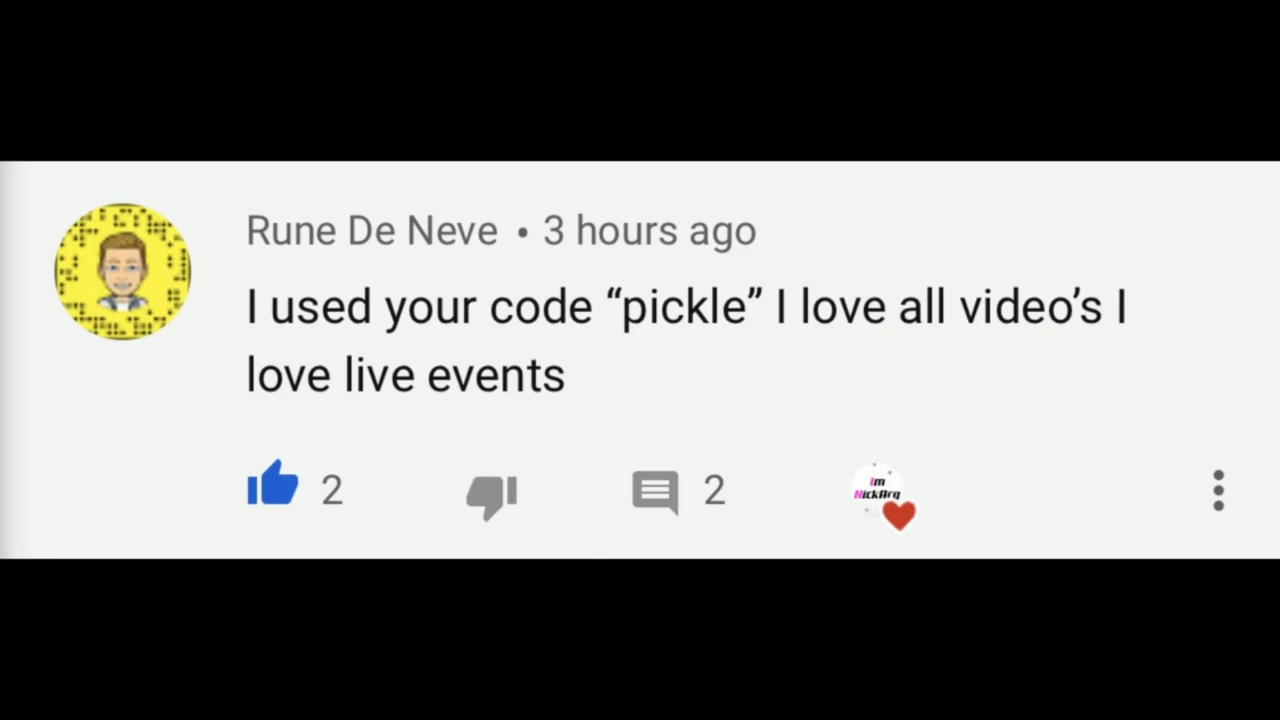 Rune De Neve • 3 hours ago
I used your code “pickle” I love all video’s I
love live events
2
2
Im
NickArq